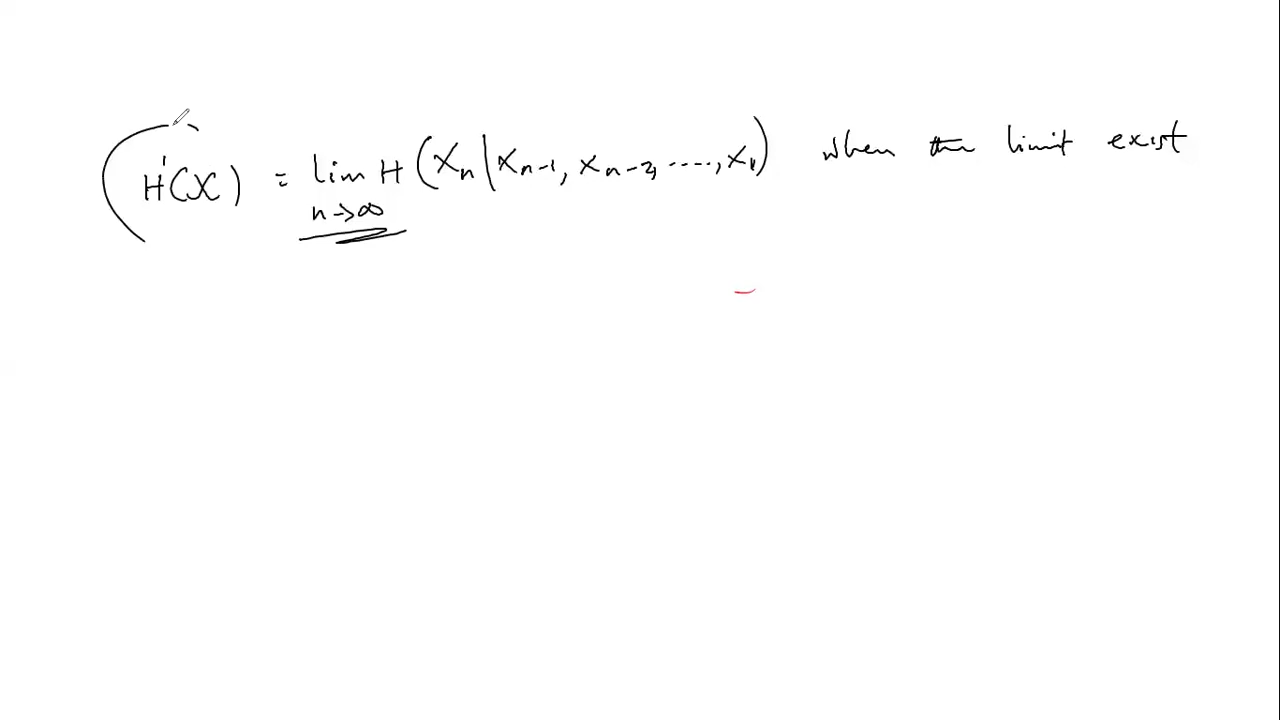 H'(X) = lim n→∞ H(Xn|Xn-1, Xn-2, ....., X1) when the limit exist